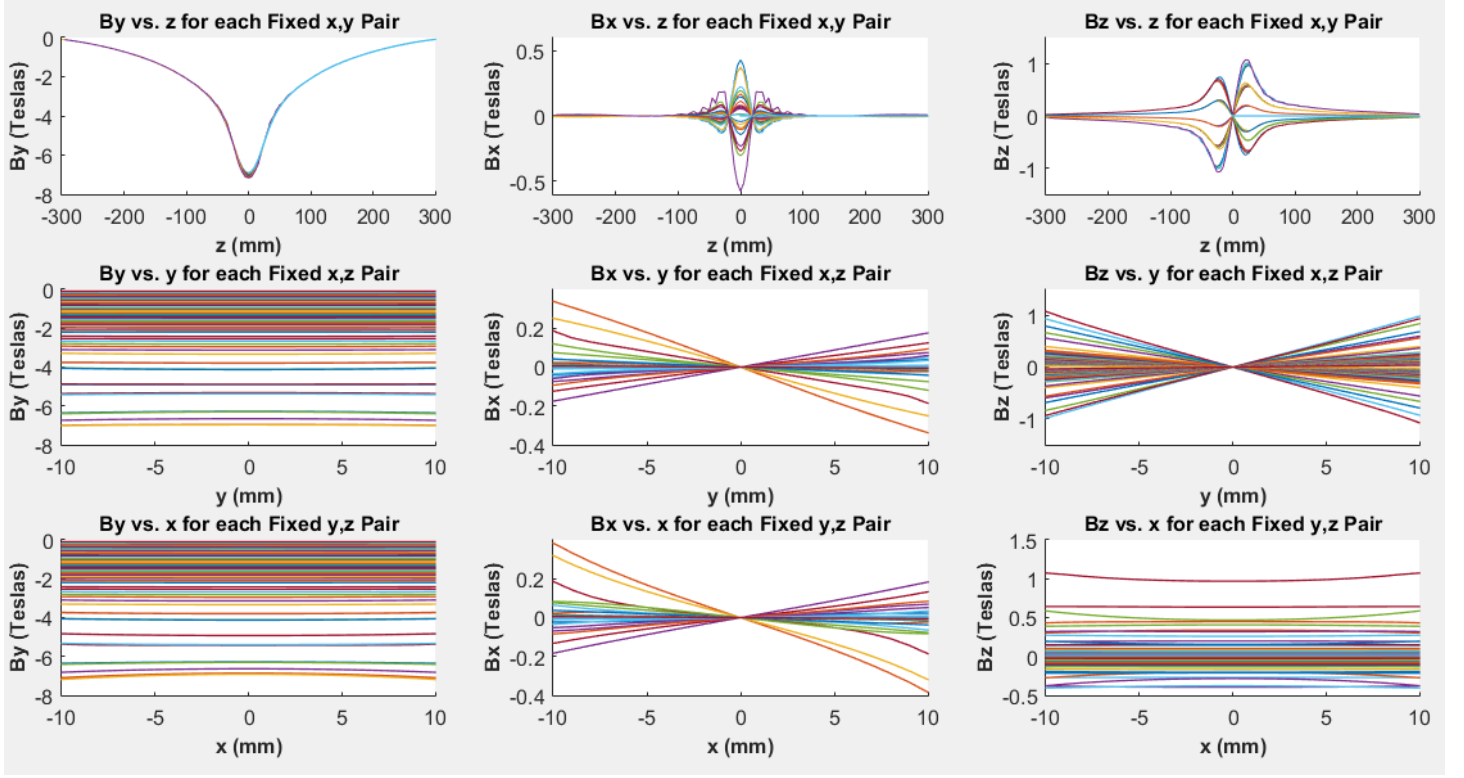 By vs. z for each Fixed x,y Pair
By (Teslas)
0
-2
-4
-6
-8
-300 -200 -100 0 100 200 300
z (mm)
Bx vs. z for each Fixed x,y Pair
Bx (Teslas)
0.5
0
-0.5
-300 -200 -100 0 100 200 300
z (mm)
Bz vs. z for each Fixed x,y Pair
Bz (Teslas)
1
0
-1
-300 -200 -100 0 100 200 300
z (mm)
By vs. y for each Fixed x,z Pair
By (Teslas)
0
-2
-4
-6
-8
-10 -5 0 5 10
y (mm)
Bx vs. y for each Fixed x,z Pair
Bx (Teslas)
0.2
0
-0.2
-0.4
-10 -5 0 5 10
y (mm)
Bz vs. y for each Fixed x,z Pair
Bz (Teslas)
1
0
-1
-10 -5 0 5 10
y (mm)
By vs. x for each Fixed y,z Pair
By (Teslas)
0
-2
-4
-6
-8
-10 -5 0 5 10
x (mm)
Bx vs. x for each Fixed y,z Pair
Bx (Teslas)
0.2
0
-0.2
-0.4
-10 -5 0 5 10
x (mm)
Bz vs. x for each Fixed y,z Pair
Bz (Teslas)
1.5
1
0.5
0
-0.5
-10 -5 0 5 10
x (mm)